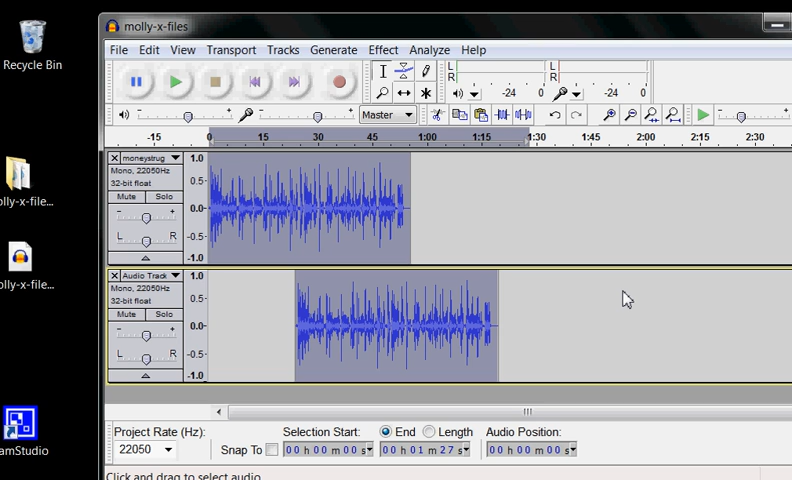 Recycle Bin
olly-x-file...
olly-x-file...
amStudio
molly-x-files
File Edit View Transport Tracks Generate Effect Analyze Help
L
R
-24 0
L
R
-24 0
Master
-15 0 15 30 45 1:00 1:15 1:30 1:45 2:00 2:15 2:30
moneystrug
Mono, 22050Hz
32-bit float
Mute Solo
- +
L R
1.0
0.5
0.0
-0.5
-1.0
Audio Track
Mono, 22050Hz
32-bit float
Mute Solo
- +
L R
1.0
0.5
0.0
-0.5
-1.0
Project Rate (Hz):
22050
Snap To
Selection Start:
00 h 00 m 00 s
End Length
00 h 01 m 27 s
Audio Position:
00 h 00 m 00 s
Click and drag to select audio